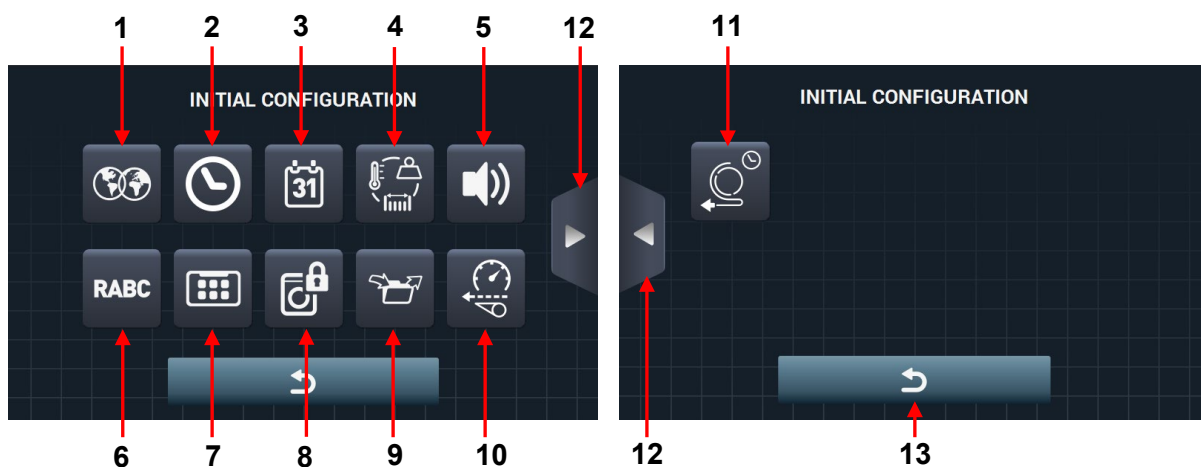 1 2 3 4 5 12 11
INITIAL CONFIGURATION
INITIAL CONFIGURATION
31
RABC
6 7 8 9 10 12 13